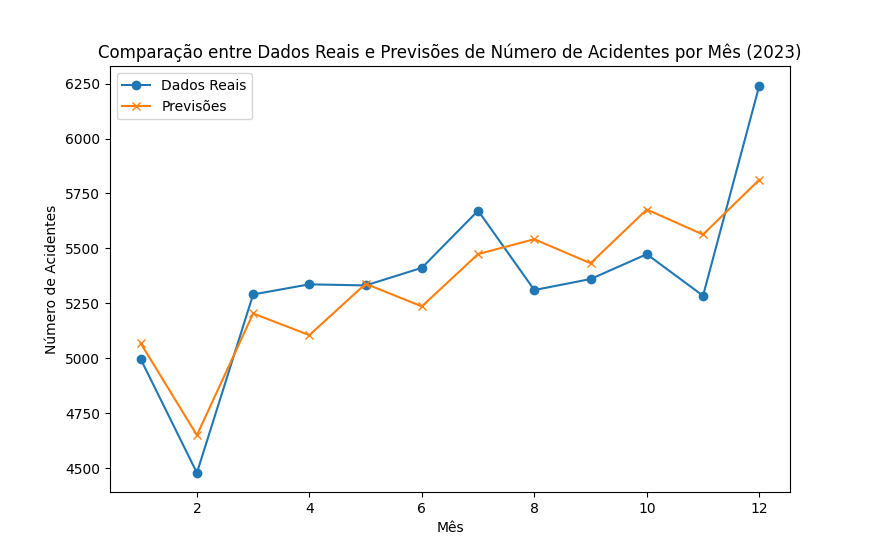 Comparação entre Dados Reais e Previsões de Número de Acidentes por Mês (2023)
Dados Reais
Previsões
6250
6000
5750
5500
5250
5000
4750
4500
Número de Acidentes
2 4 6 8 10 12
Mês